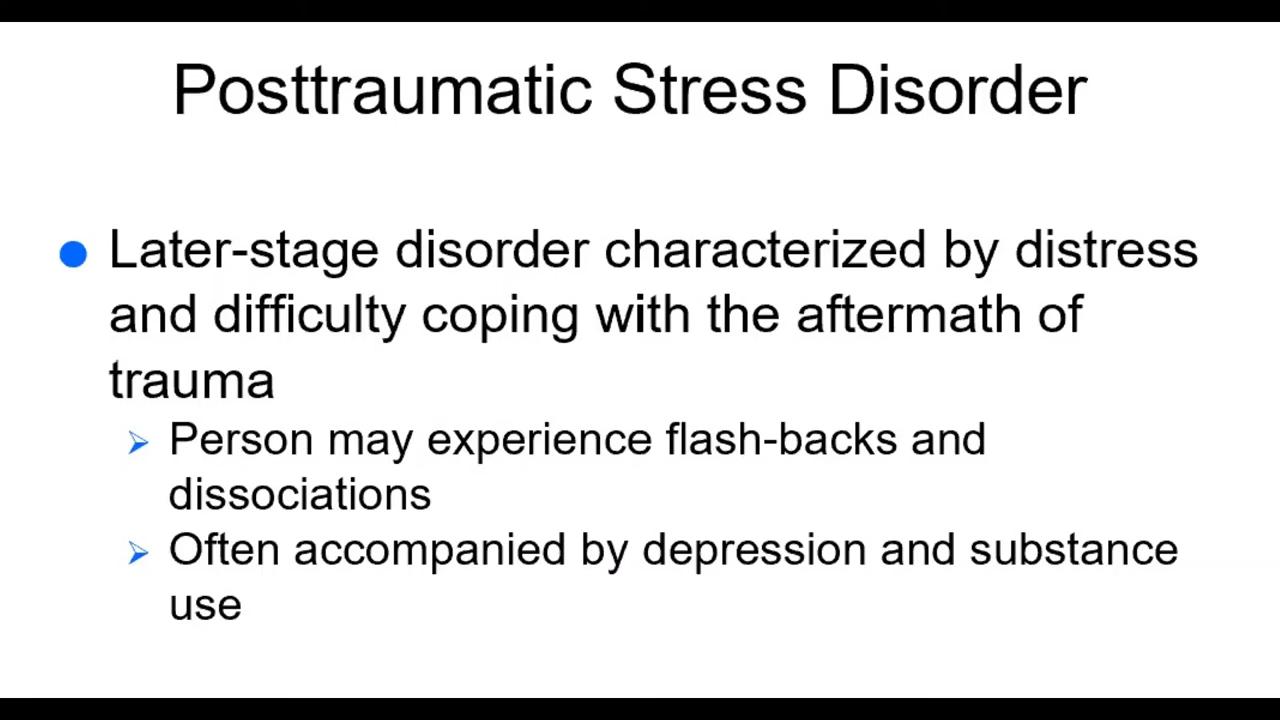 Posttraumatic Stress Disorder
Later-stage disorder characterized by distress
and difficulty coping with the aftermath of
trauma
Person may experience flash-backs and
dissociations
Often accompanied by depression and substance
use